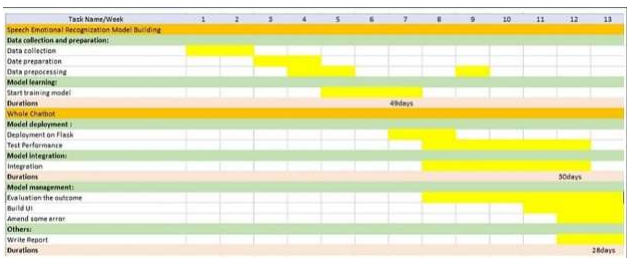 Task Name/Week 1 2 3 4 5 6 7 8 9 10 11 12 13
Speech Emotional Recognization Model Building
Data collection and preparation:
Data collection
Date preparation
Data prepocessing
Model learning:
Start training model
Durations 49days
Whole Chatbot
Model deployment :
Deployment on Flask
Test Performance
Model integration:
Integration
Durations 30days
Model management:
Evaluation the outcome
Build UI
Amend some error
Others:
Write Report
Durations 28days